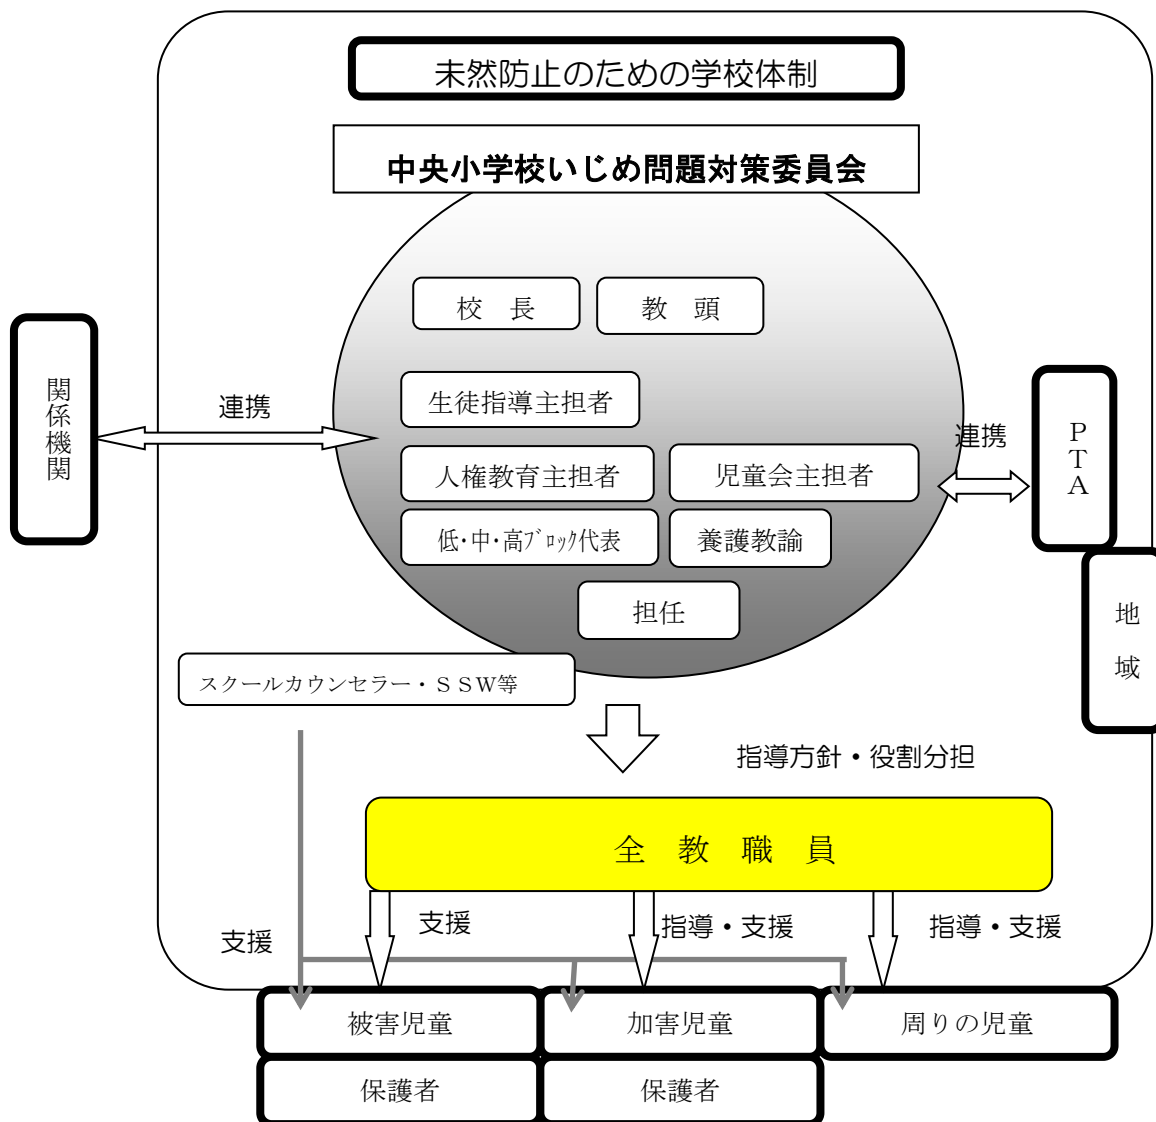 未然防止のための学校体制
中央小学校いじめ問題対策委員会
校　長
教　頭
関係機関
連携
生徒指導主担者
連携
PTA
人権教育主担者
児童会主担者
低・中・高ﾌﾞﾛｯｸ代表
養護教諭
担任
地域
スクールカウンセラー・ＳＳＷ等
指導方針・役割分担
全　教　職　員
支援
支援
指導・支援
指導・支援
被害児童
加害児童
周りの児童
保護者
保護者